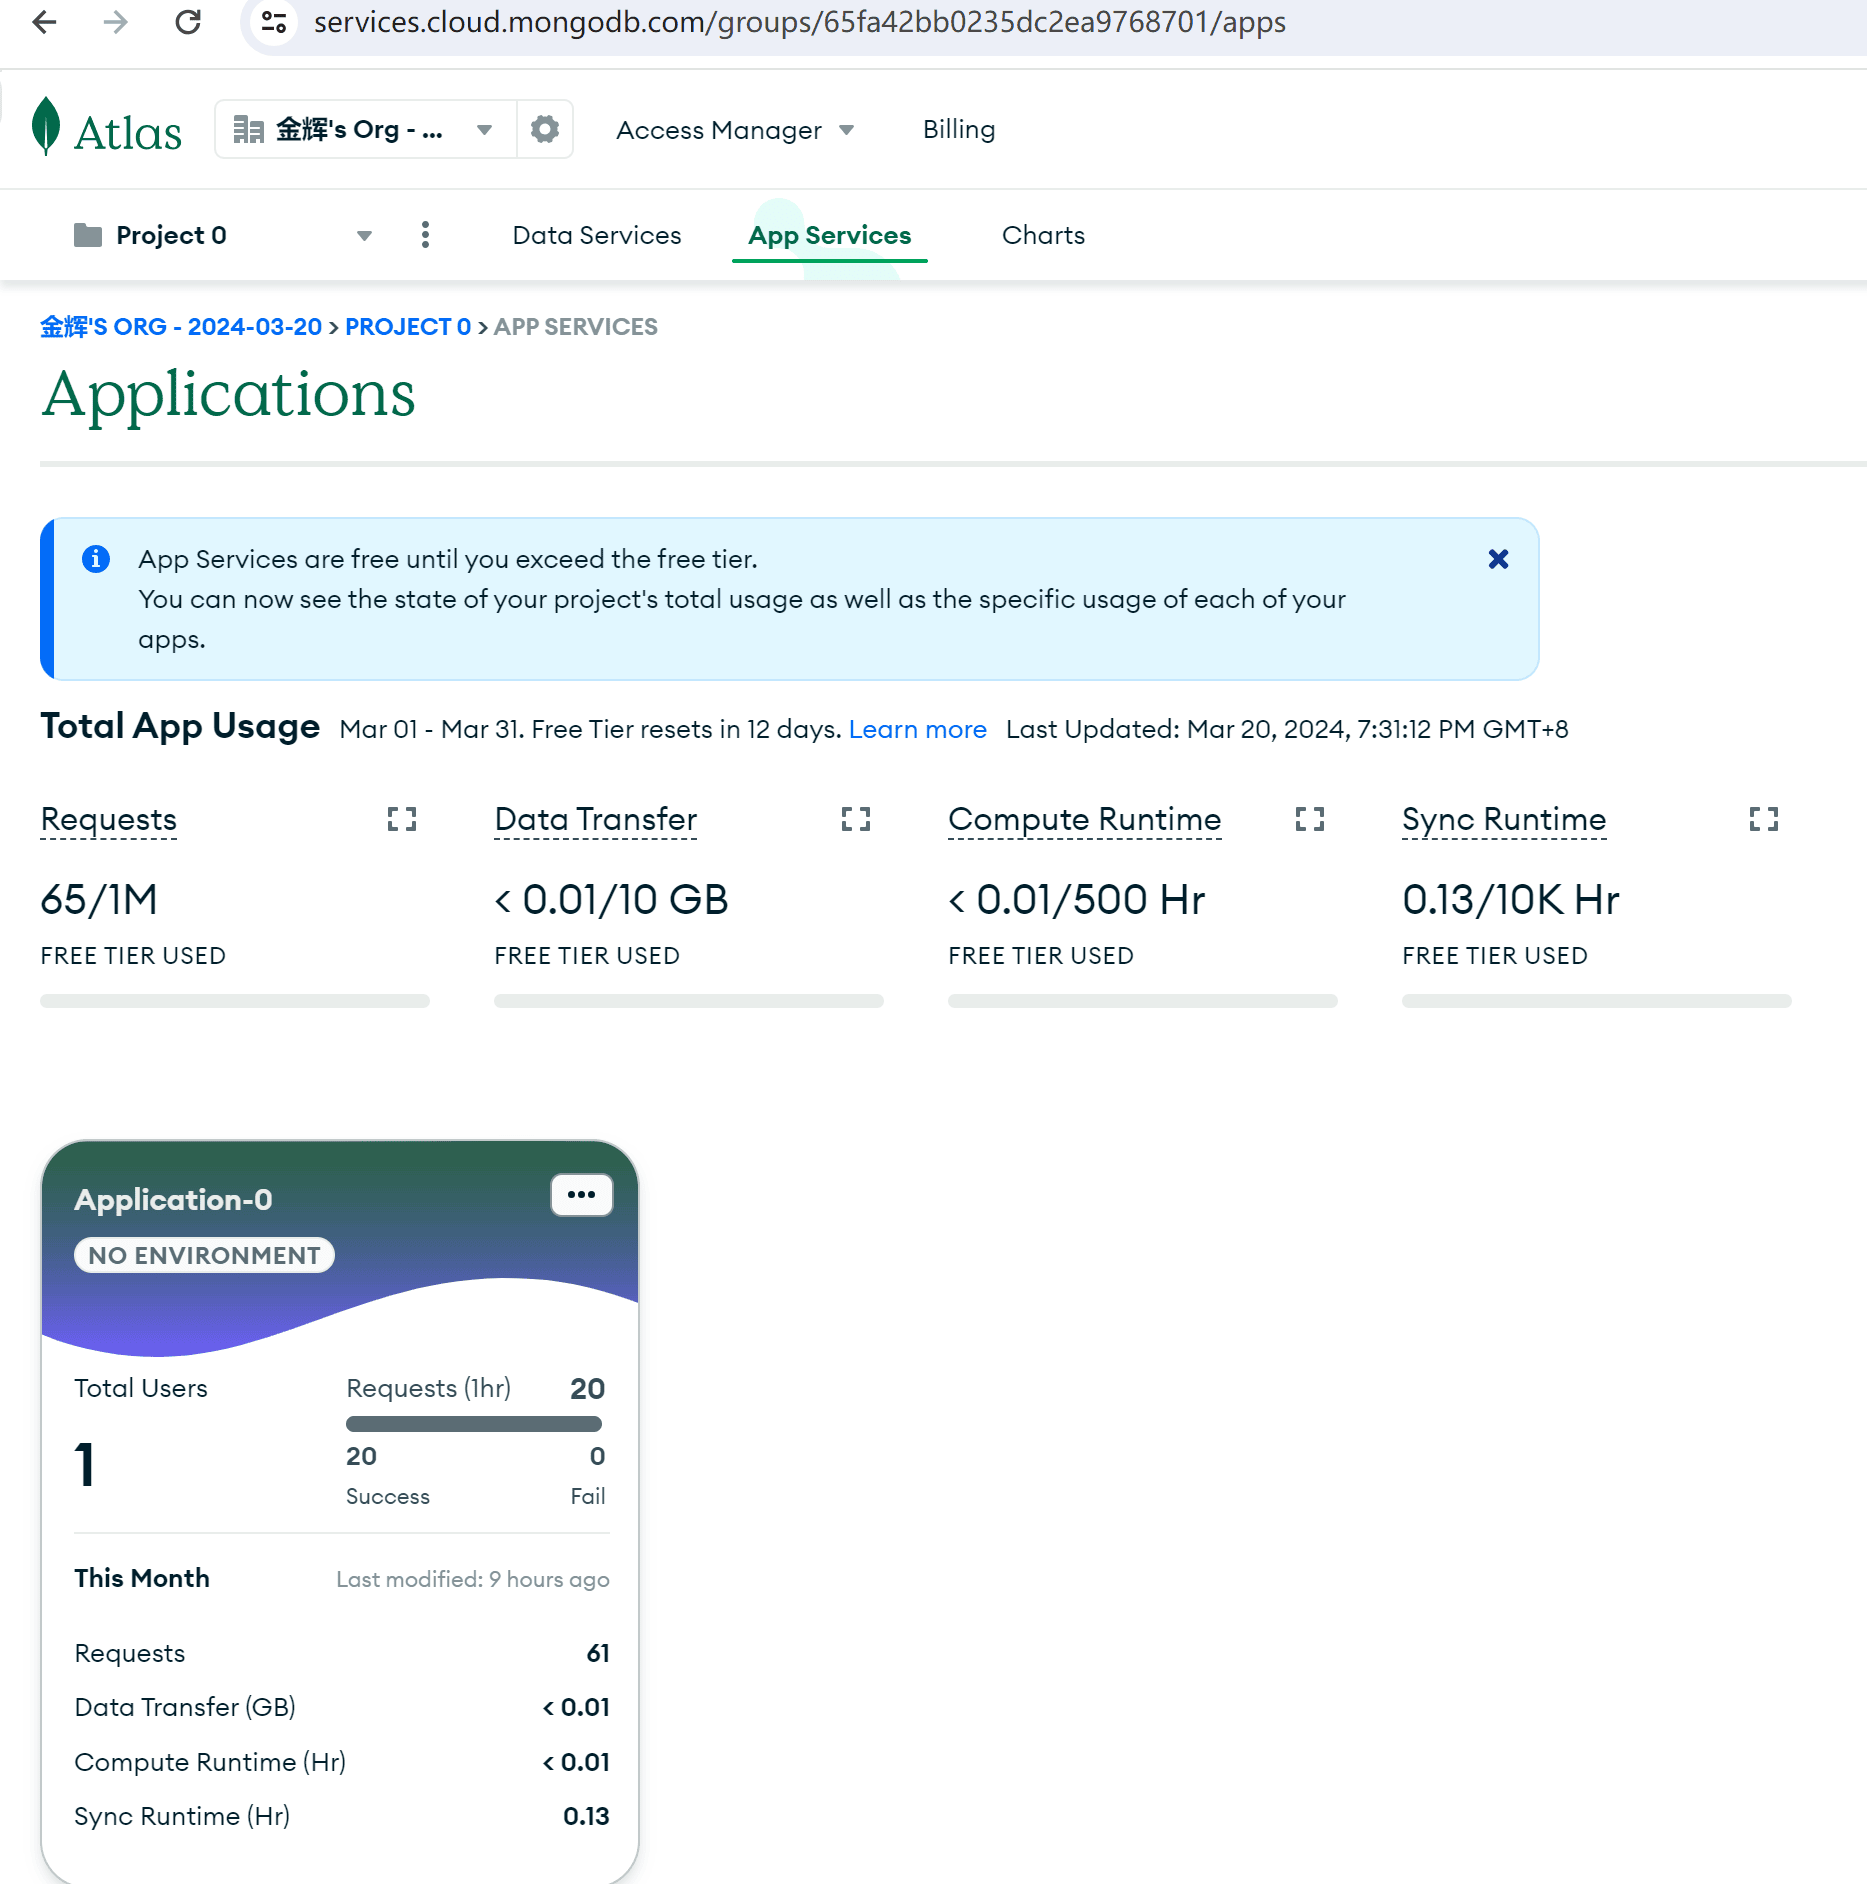 services.cloud.mongodb.com/groups/65fa42bb0235dc2ea9768701/apps
Atlas 金辉's Org - ... Access Manager Billing
Project 0 Data Services App Services Charts
金辉'S ORG - 2024-03-20 > PROJECT 0 > APP SERVICES
Applications
App Services are free until you exceed the free tier.
You can now see the state of your project's total usage as well as the specific usage of each of your
apps.
Total App Usage Mar 01 - Mar 31. Free Tier resets in 12 days. Learn more Last Updated: Mar 20, 2024, 7:31:12 PM GMT+8
Requests Data Transfer Compute Runtime Sync Runtime
65/1M < 0.01/10 GB < 0.01/500 Hr 0.13/10K Hr
FREE TIER USED FREE TIER USED FREE TIER USED FREE TIER USED
Application-0
NO ENVIRONMENT
Total Users Requests (1hr) 20
1 20 0
Success Fail
This Month Last modified: 9 hours ago
Requests 61
Data Transfer (GB) < 0.01
Compute Runtime (Hr) < 0.01
Sync Runtime (Hr) 0.13